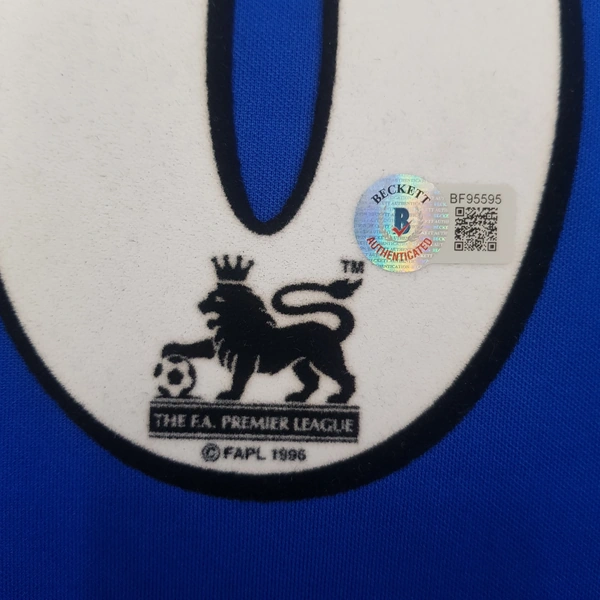 BECKETT
B
AUTHENTICATED
BF95595
TM
THE F.A. PREMIER LEAGUE
© FAPL 1996